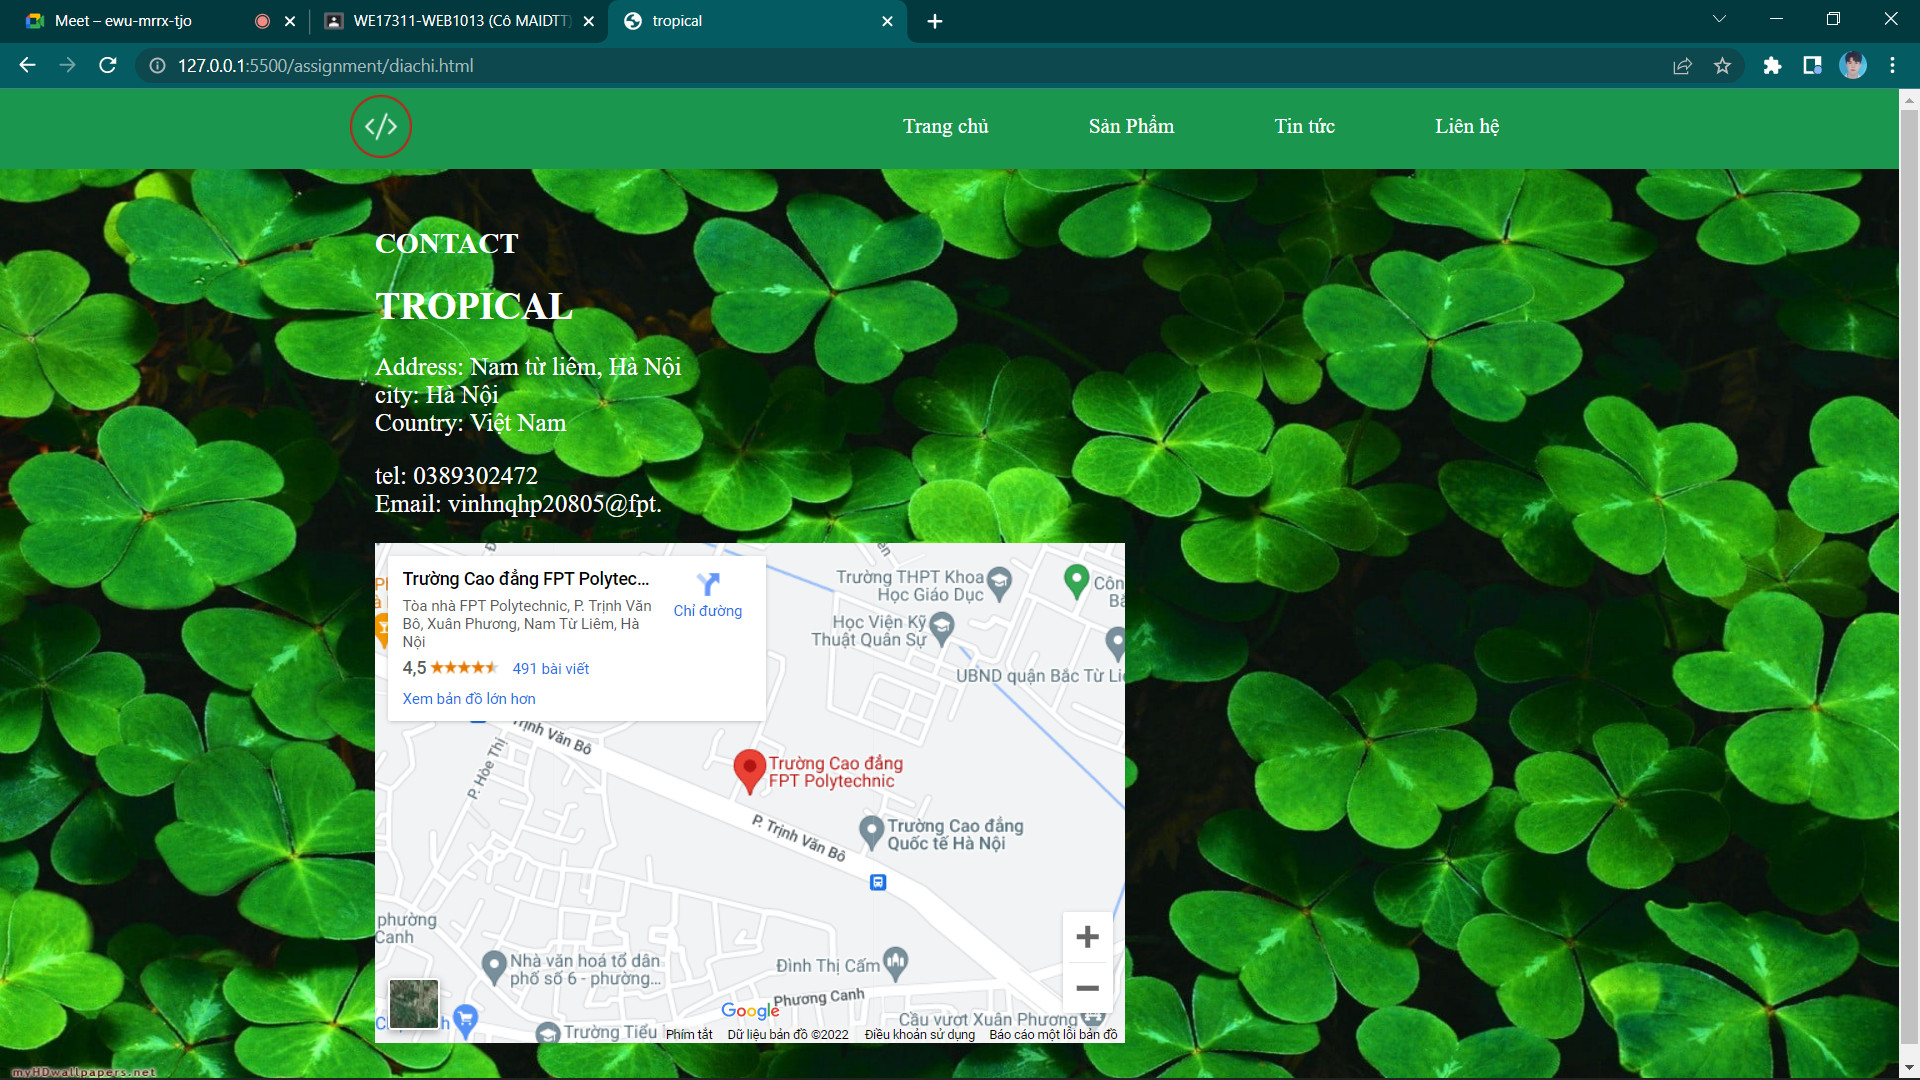 Meet – ewu-mrrx-tjo
WE17311-WEB1013 (Cô MAIDTT)
tropical
127.0.0.1:5500/assignment/diachi.html
</>
Trang chủ
Sản Phẩm
Tin tức
Liên hệ
CONTACT
TROPICAL
Address: Nam từ liêm, Hà Nội
city: Hà Nội
Country: Việt Nam
tel: 0389302472
Email: vinhnqhp20805@fpt.
Trường Cao đẳng FPT Polytec...
Tòa nhà FPT Polytechnic, P. Trịnh Văn
Bô, Xuân Phương, Nam Từ Liêm, Hà
Nội
4,5
491 bài viết
Xem bản đồ lớn hơn
Chỉ đường
Trường THPT Khoa
Học Giáo Dục
Học Viện Kỹ
Thuật Quân Sự
UBND quận Bắc Từ Li
Trịnh Văn Bô
P. Hòe Thị
Trường Cao đẳng
FPT Polytechnic
P. Trịnh Văn Bô
Trường Cao đẳng
Quốc tế Hà Nội
phường
Canh
Nhà văn hoá tổ dân
phố số 6 - phường...
Đình Thị Cấm
Phương Canh
Google
Cầu vượt Xuân Phương
Trường Tiểu
Phím tắt
Dữ liệu bản đồ ©2022
Điều khoản sử dụng
Báo cáo một lỗi bản đồ
myHDwallpapers.net